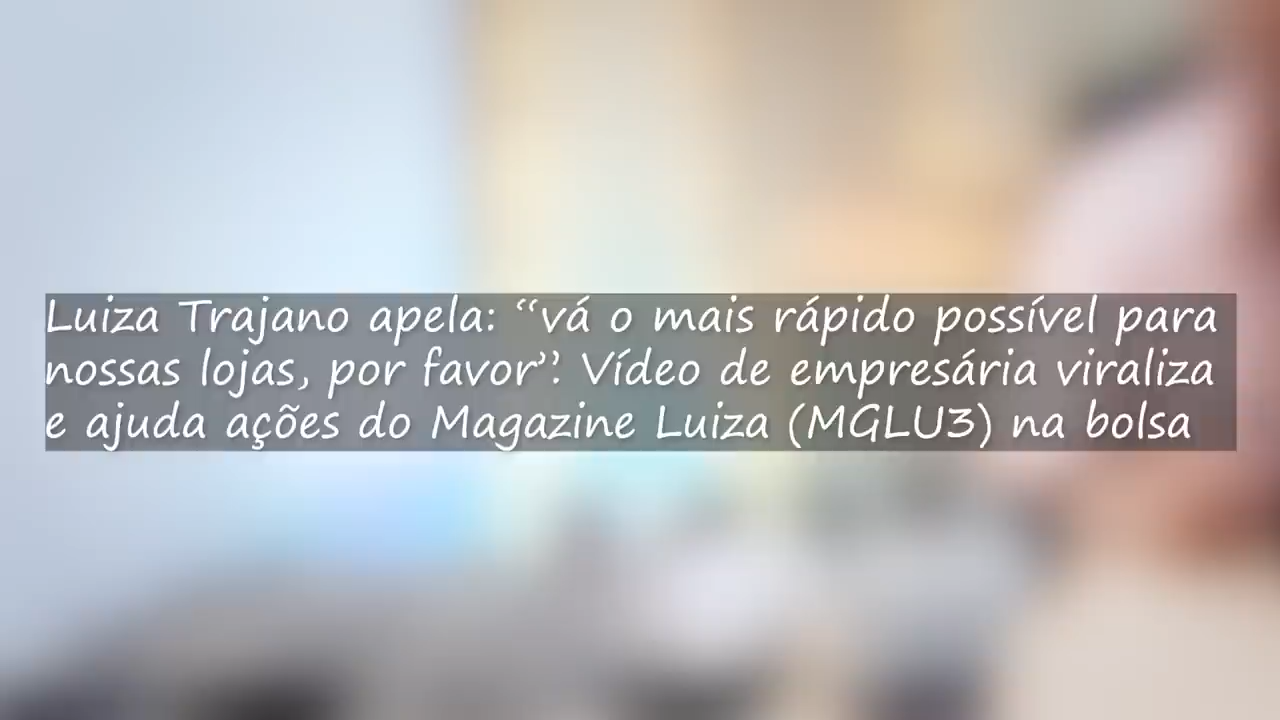 Luiza Trajano apela: “vá o mais rápido possível para
nossas lojas, por favor”. Vídeo de empresária viraliza
e ajuda ações do Magazine Luiza (MGLU3) na bolsa